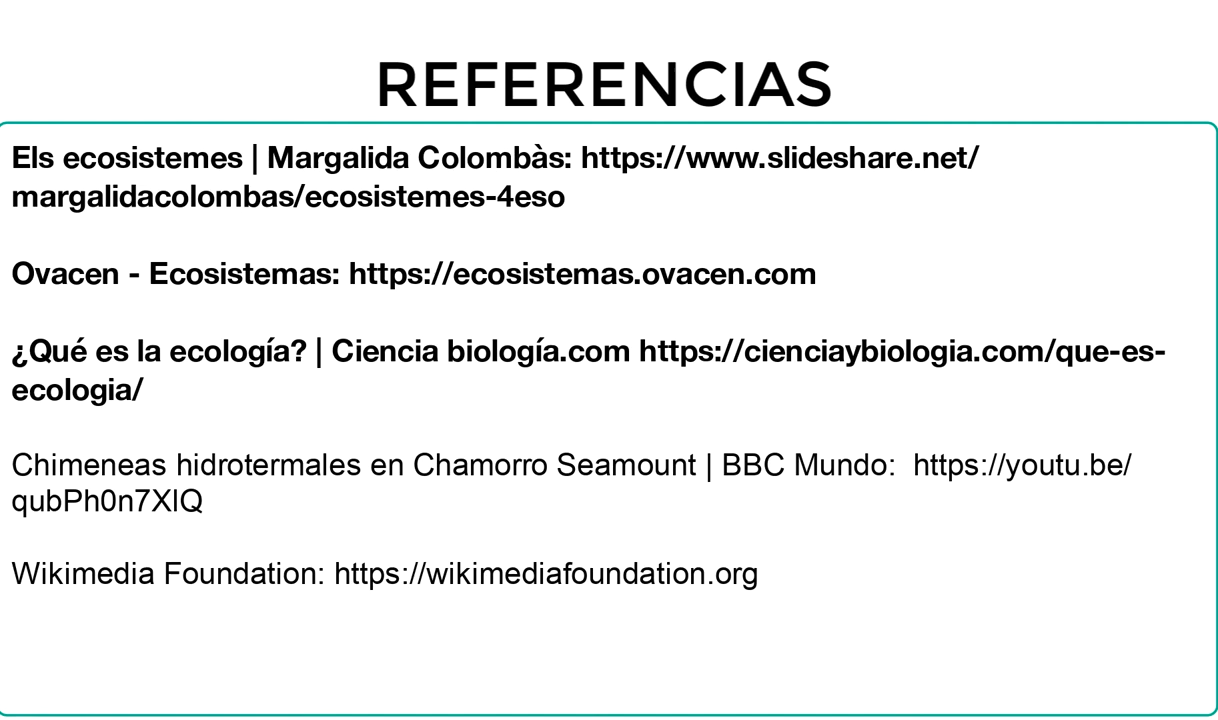 REFERENCIAS
Els ecosistemes | Margalida Colombàs: https://www.slideshare.net/
margalidacolombas/ecosistemes-4eso
Ovacen - Ecosistemas: https://ecosistemas.ovacen.com
¿Qué es la ecología? | Ciencia biología.com https://cienciaybiologia.com/que-es-
ecologia/
Chimeneas hidrotermales en Chamorro Seamount | BBC Mundo:  https://youtu.be/
qubPh0n7XlQ
Wikimedia Foundation: https://wikimediafoundation.org